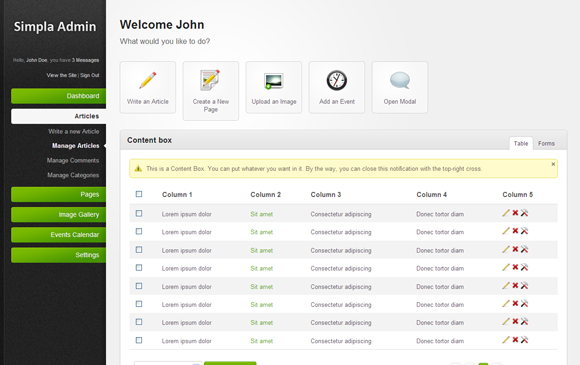 Simpla Admin
Hello, John Doe, you have 3 Messages
View the Site | Sign Out
Dashboard
Articles
Write a new Article
Manage Articles
Manage Comments
Manage Categories
Pages
Image Gallery
Events Calendar
Settings
Welcome John
What would you like to do?
Write an Article
Create a New
Page
Upload an Image
Add an Event
Open Modal
Content box
Table Forms
This is a Content Box. You can put whatever you want in it. By the way, you can close this notification with the top-right cross.
Column 1 Column 2 Column 3 Column 4 Column 5
Lorem ipsum dolor Sit amet Consectetur adipiscing Donec tortor diam
Lorem ipsum dolor Sit amet Consectetur adipiscing Donec tortor diam
Lorem ipsum dolor Sit amet Consectetur adipiscing Donec tortor diam
Lorem ipsum dolor Sit amet Consectetur adipiscing Donec tortor diam
Lorem ipsum dolor Sit amet Consectetur adipiscing Donec tortor diam
Lorem ipsum dolor Sit amet Consectetur adipiscing Donec tortor diam
Lorem ipsum dolor Sit amet Consectetur adipiscing Donec tortor diam
Lorem ipsum dolor Sit amet Consectetur adipiscing Donec tortor diam